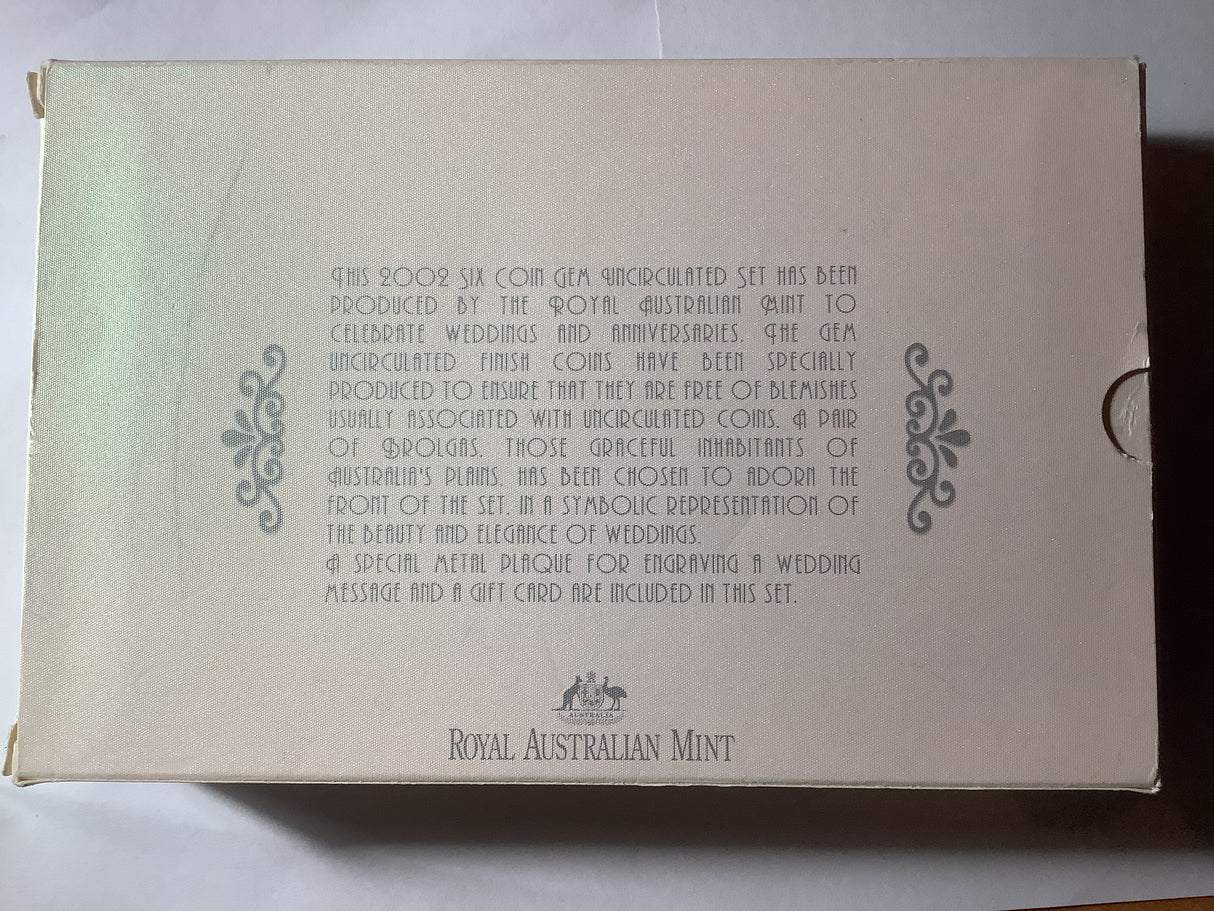 THIS 2002 SIX COIN GEM UNCIRCULATED SET HAS BEEN
PRODUCED BY THE ROYAL AUSTRALIAN MINT TO
CELEBRATE WEDDINGS AND ANNIVERSARIES. THE GEM
UNCIRCULATED FINISH COINS HAVE BEEN SPECIALLY
PRODUCED TO ENSURE THAT THEY ARE FREE OF BLEMISHES
USUALLY ASSOCIATED WITH UNCIRCULATED COINS. A PAIR
OF BROLGAS, THOSE GRACEFUL INHABITANTS OF
AUSTRALIA'S PLAINS, HAS BEEN CHOSEN TO ADORN THE
FRONT OF THE SET, IN A SYMBOLIC REPRESENTATION OF
THE BEAUTY AND ELEGANCE OF WEDDINGS.
A SPECIAL METAL PLAQUE FOR ENGRAVING A WEDDING
MESSAGE AND A GIFT CARD ARE INCLUDED IN THIS SET.
AUSTRALIA
ROYAL AUSTRALIAN MINT